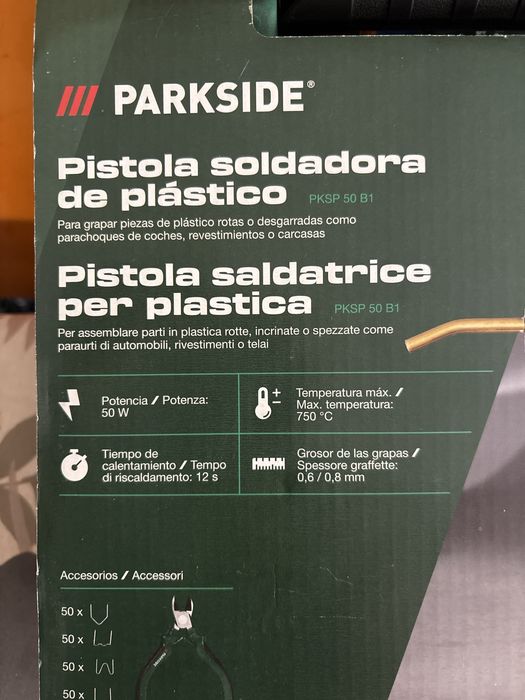 PARKSIDE®
Pistola soldadora
de plástico PKSP 50 B1
Para grapar piezas de plástico rotas o desgarradas como
parachoques de coches, revestimientos o carcasas
Pistola saldatrice
per plastica PKSP 50 B1
Per assemblare parti in plastica rotte, incrinate o spezzate come
paraurti di automobili, rivestimenti o telai
Potencia / Potenza:
50 W
Temperatura máx. /
Max. temperatura:
750 °C
Tiempo de
calentamiento / Tempo
di riscaldamento: 12 s
Grosor de las grapas /
Spessore graffette:
0,6 / 0,8 mm
Accesorios / Accessori
50 x
50 x
50 x
50 x